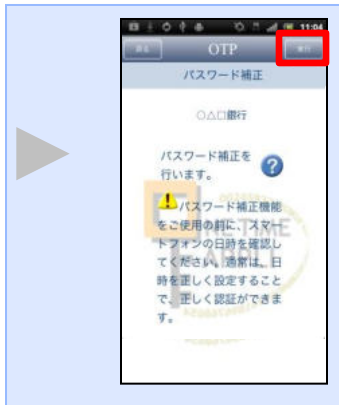 11:04
戻る OTP 実行
パスワード補正
○△□銀行
パスワード補正を
行います。
?
パスワード補正機能
をご使用の前に、スマー
トフォンの日時を確認し
てください。通常は、日
時を正しく設定すること
で、正しく認証ができま
す。